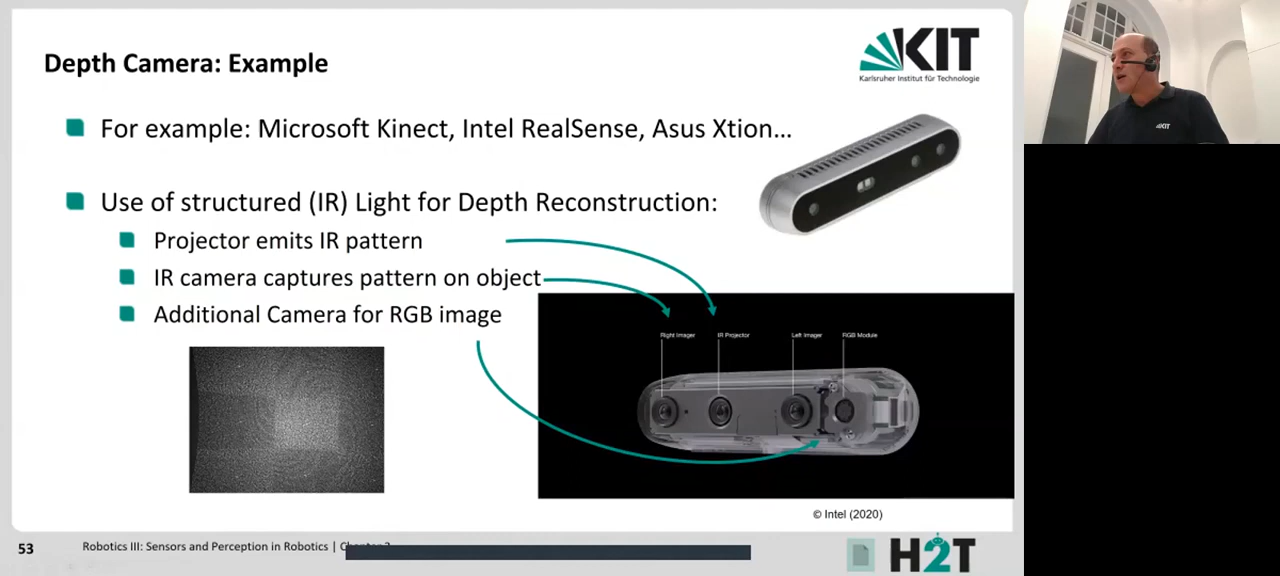 Depth Camera: Example
KIT
Karlsruher Institut für Technologie
For example: Microsoft Kinect, Intel RealSense, Asus Xtion...
Use of structured (IR) Light for Depth Reconstruction:
Projector emits IR pattern
IR camera captures pattern on object
Additional Camera for RGB image
Right Imager
IR Projector
Left Imager
RGB Module
© Intel (2020)
53
Robotics III: Sensors and Perception in Robotics |
H2T
KIT